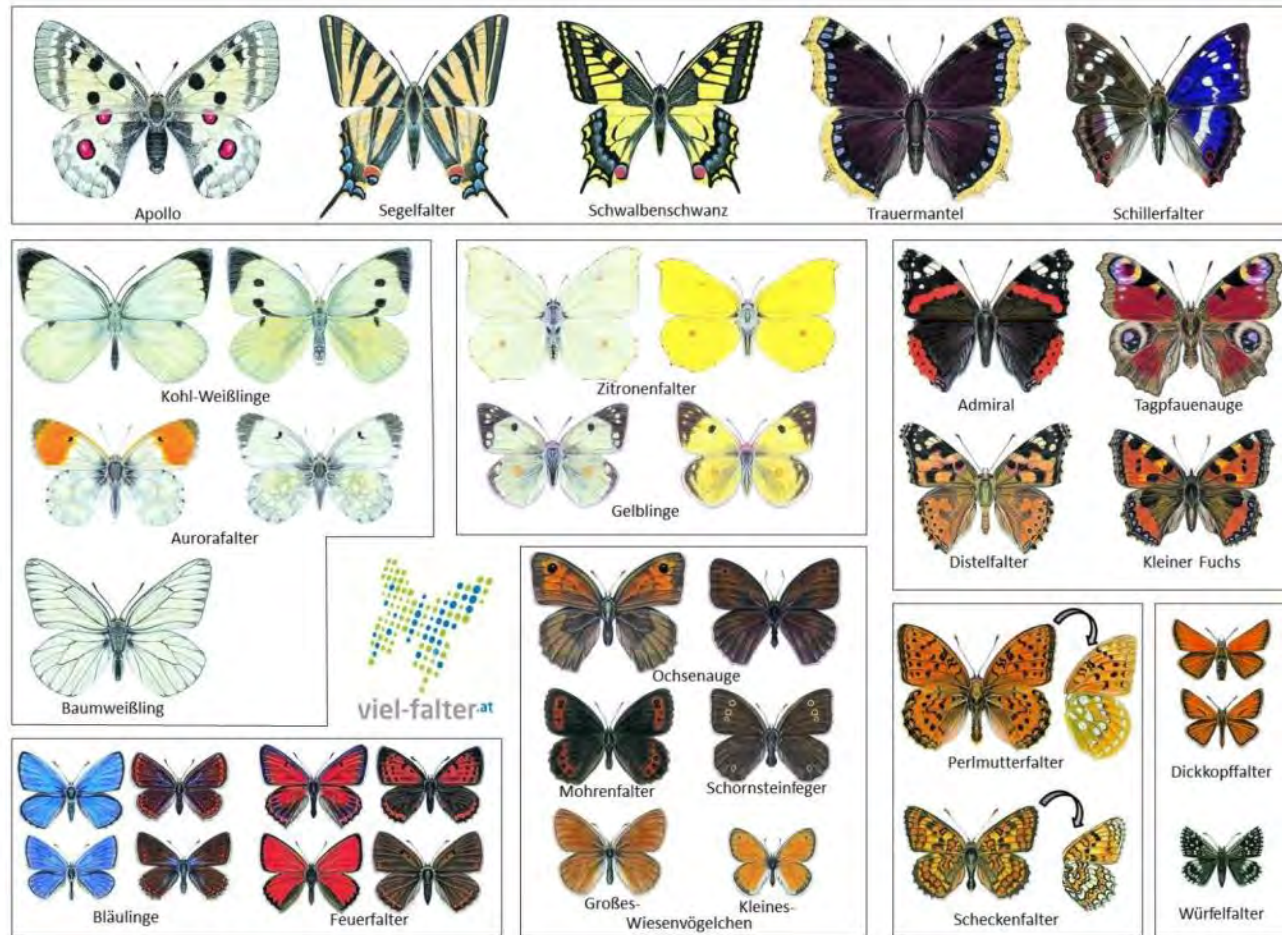 Apollo
Segelfalter
Schwalbenschwanz
Trauermantel
Schillerfalter
Kohl-Weißlinge
Aurorafalter
Baumweißling
Zitronenfalter
Gelblinge
Admiral
Tagpfauenauge
Distelfalter
Kleiner Fuchs
viel-falter.at
Ochsenauge
Mohrenfalter
Schornsteinfeger
Großes-
Kleines-
Wiesenvögelchen
Perlmutterfalter
Scheckenfalter
Dickkopffalter
Würfelfalter
Bläulinge
Feuerfalter